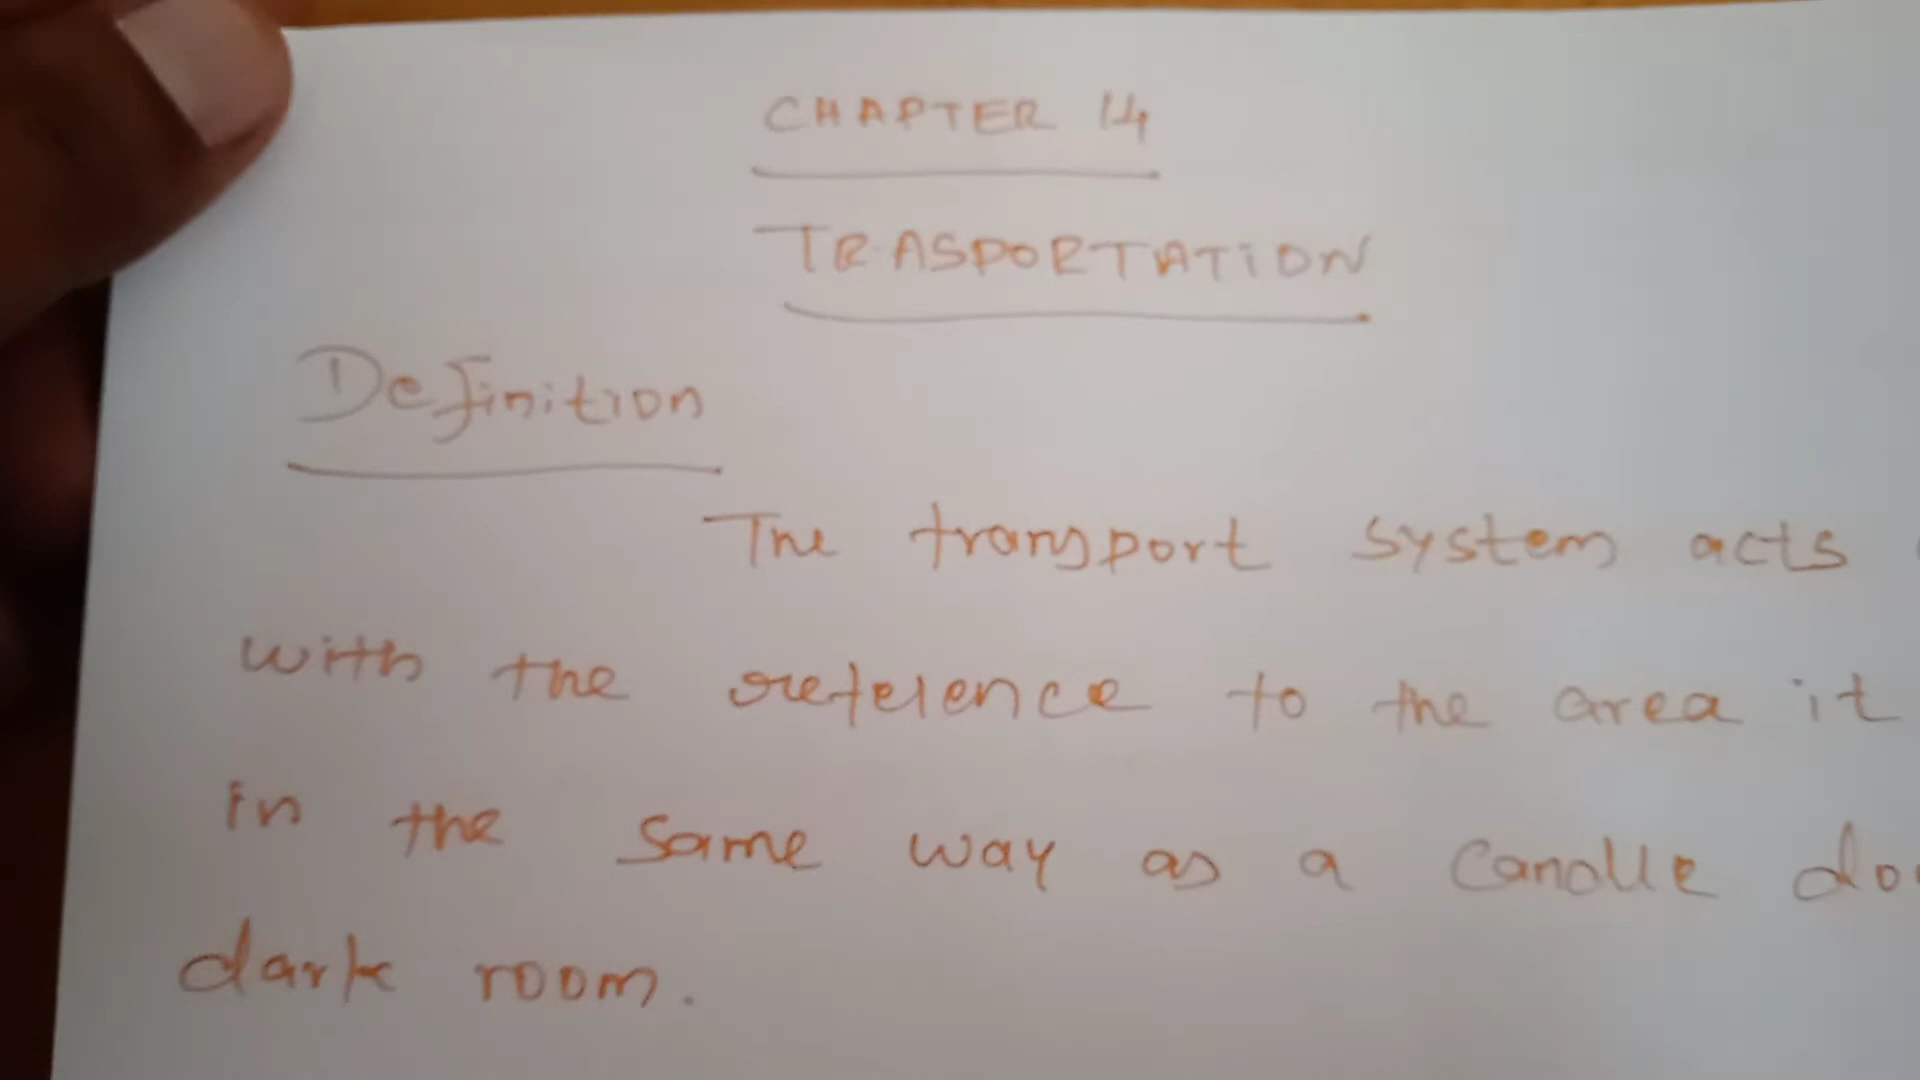 CHAPTER 14
TRASPORTATION
Definition
The transport system acts
with the reference to the area it
in the same way as a candle
dark room.